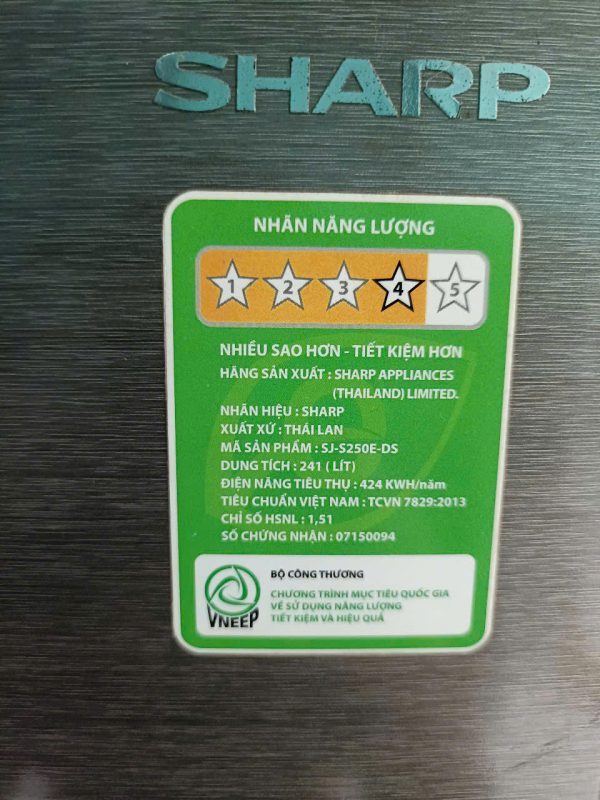 SHARP
NHÃN NĂNG LƯỢNG
1 2 3 4 5
NHIỀU SAO HƠN - TIẾT KIỆM HƠN
HÃNG SẢN XUẤT : SHARP APPLIANCES
(THAILAND) LIMITED.
NHÃN HIỆU : SHARP
XUẤT XỨ : THÁI LAN
MÃ SẢN PHẨM : SJ-S250E-DS
DUNG TÍCH : 241 ( LÍT)
ĐIỆN NĂNG TIÊU THỤ : 424 KWH/năm
TIÊU CHUẨN VIỆT NAM : TCVN 7829:2013
CHỈ SỐ HSNL : 1,51
SỐ CHỨNG NHẬN : 07150094
BỘ CÔNG THƯƠNG
CHƯƠNG TRÌNH MỤC TIÊU QUỐC GIA
VỀ SỬ DỤNG NĂNG LƯỢNG
TIẾT KIỆM VÀ HIỆU QUẢ
VNEEP